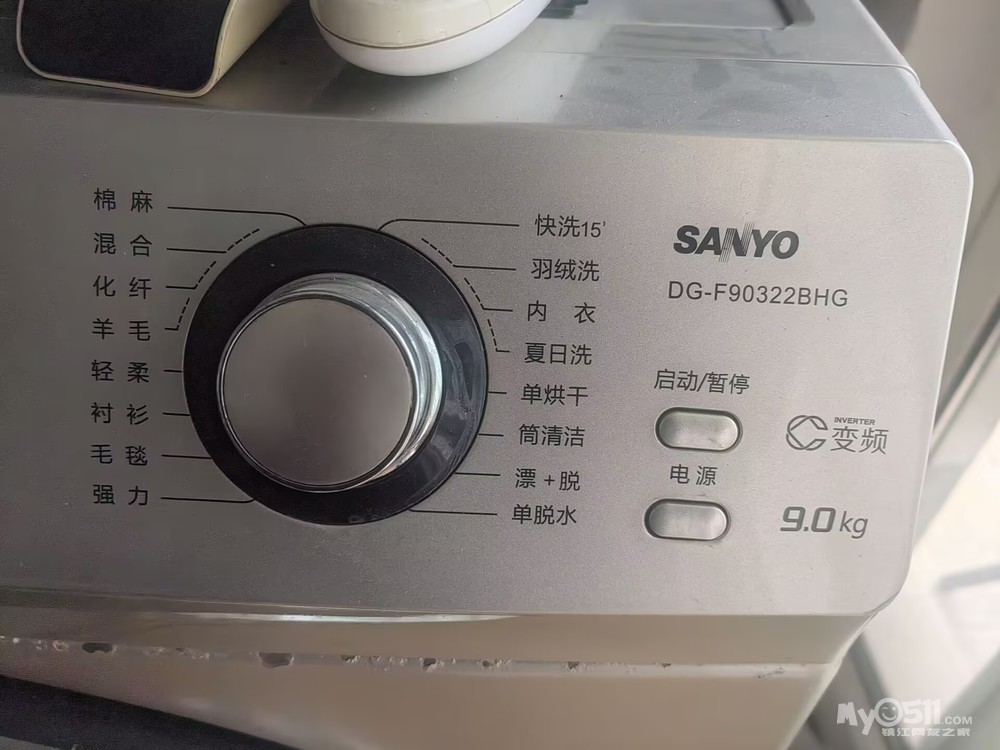 棉麻
混合
化纤
羊毛
轻柔
衬衫
毛毯
强力
快洗15'
羽绒洗
内衣
夏日洗
单烘干
筒清洁
漂+脱
单脱水
SANYO
DG-F90322BHG
启动/暂停
电源
INVERTER
变频
9.0kg
My0511.COM
镇江网友之家